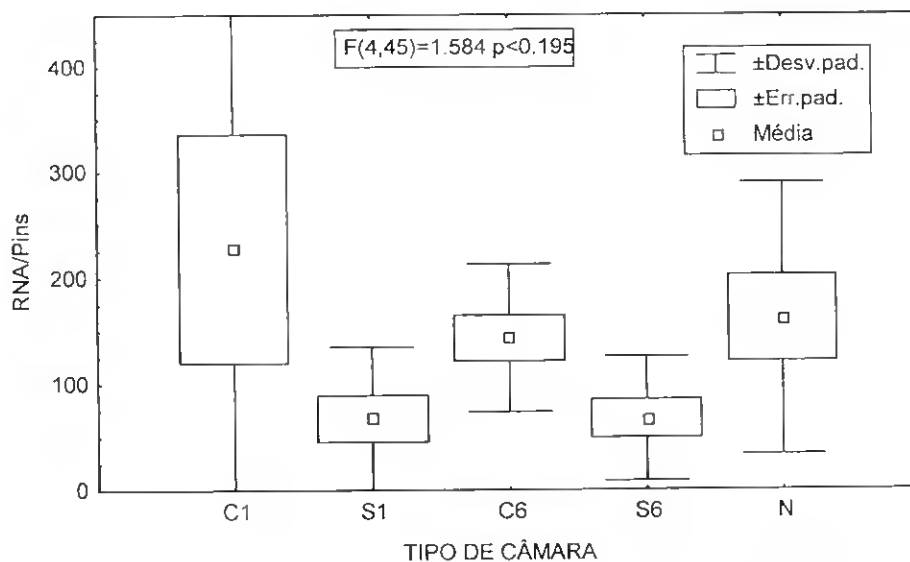 F(4,45)=1.584 p<0.195
±Desv.pad.
±Err.pad.
Média
400
300
200
100
0
RNA/Pins
C1 S1 C6 S6 N
TIPO DE CÂMARA